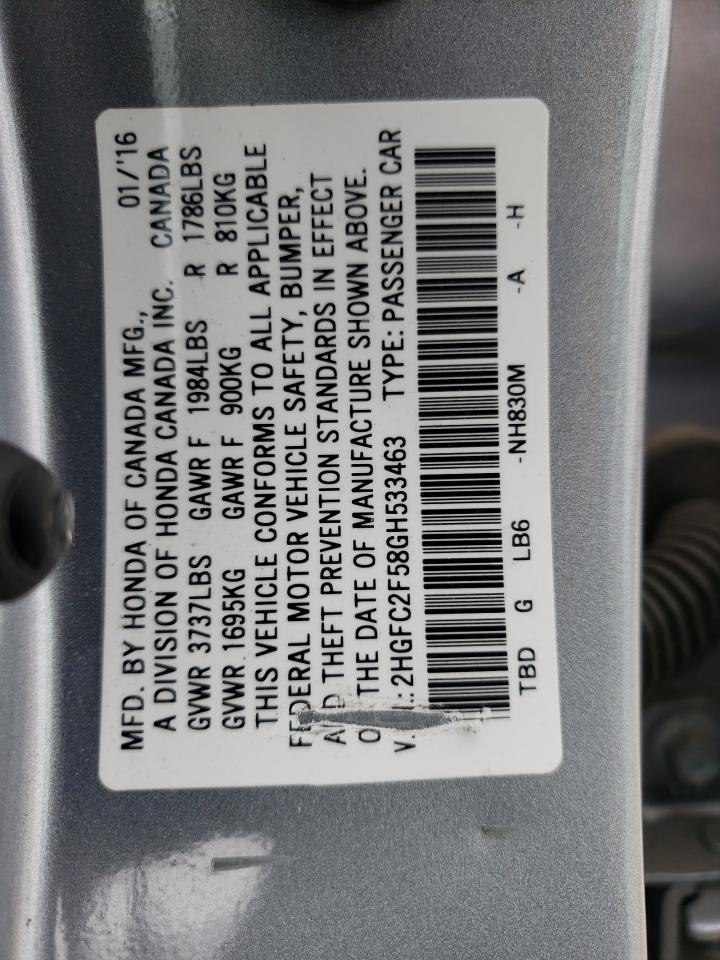 MFD. BY HONDA OF CANADA MFG., 01/'16
A DIVISION OF HONDA CANADA INC. CANADA
GVWR 3737LBS GAWR F 1984LBS R 1786LBS
GVWR 1695KG GAWR F 900KG R 810KG
THIS VEHICLE CONFORMS TO ALL APPLICABLE
FEDERAL MOTOR VEHICLE SAFETY, BUMPER,
AND THEFT PREVENTION STANDARDS IN EFFECT
ON THE DATE OF MANUFACTURE SHOWN ABOVE.
V.I.N.: 2HGFC2F58GH533463 TYPE: PASSENGER CAR
TBD G LB6 -NH830M -A -H